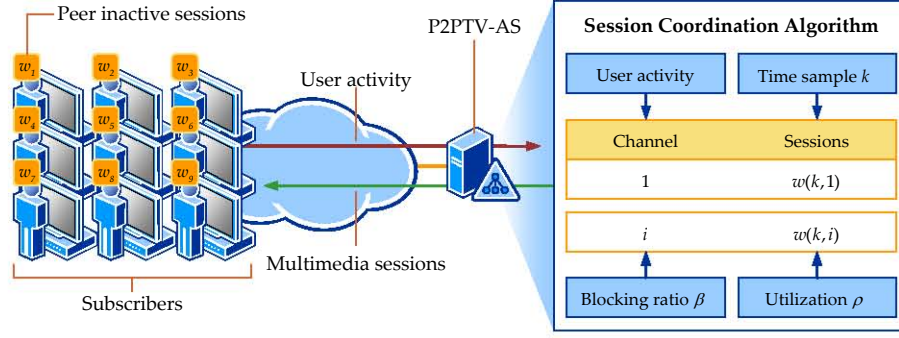 Peer inactive sessions
w1 w2 w3
w4 w5 w6
w7 w8 w9
Subscribers
User activity
Multimedia sessions
P2PTV-AS
Session Coordination Algorithm
User activity
Time sample k
Channel Sessions
1 w(k,1)
i w(k,i)
Blocking ratio β
Utilization ρ